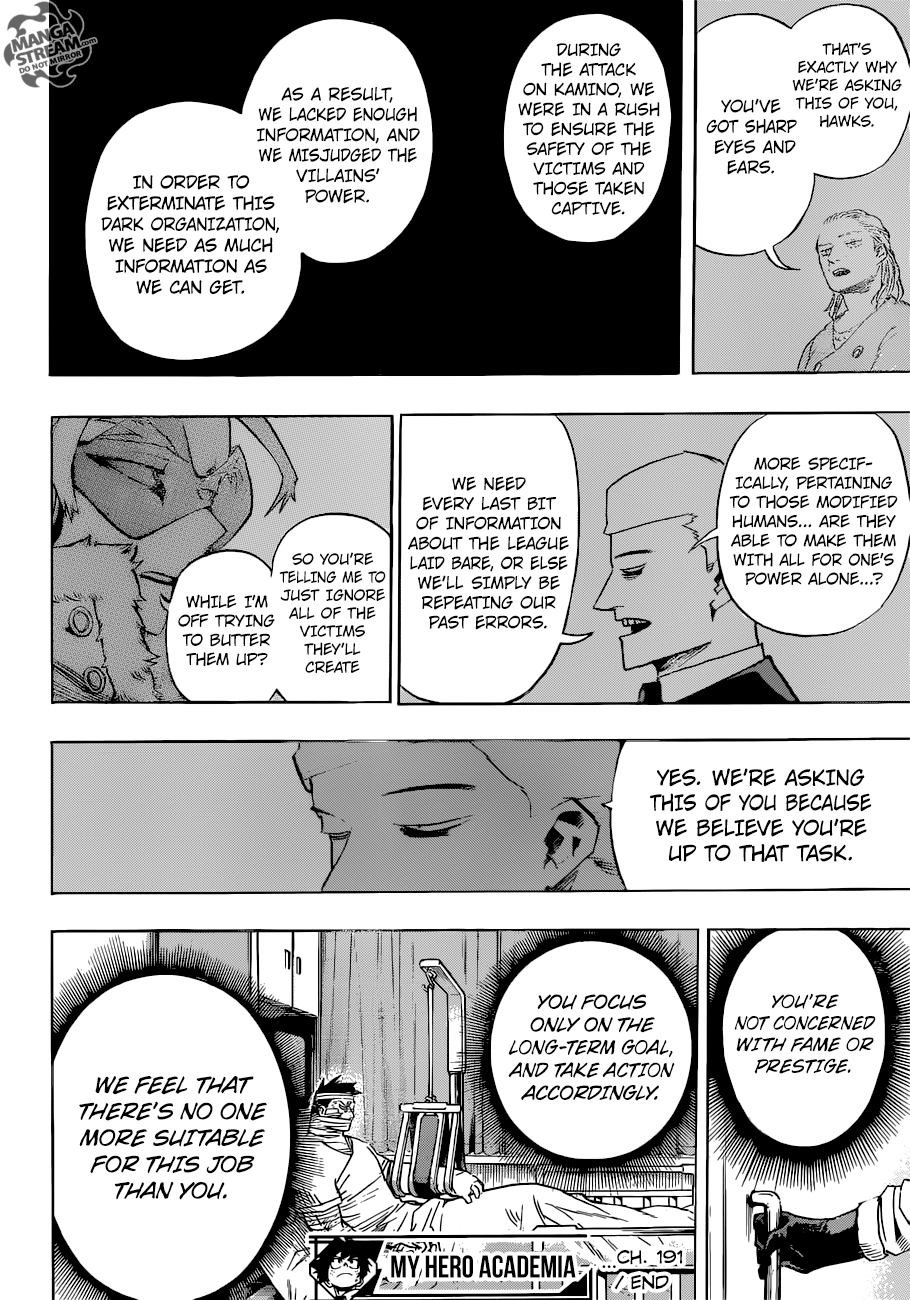 MANGA
STREAM.com
DO NOT MIRROR
THAT'S
EXACTLY WHY
WE'RE ASKING
THIS OF YOU,
HAWKS.
YOU'VE
GOT SHARP
EYES AND
EARS.
DURING
THE ATTACK
ON KAMINO, WE
WERE IN A RUSH
TO ENSURE THE
SAFETY OF THE
VICTIMS AND
THOSE TAKEN
CAPTIVE.
AS A RESULT,
WE LACKED ENOUGH
INFORMATION, AND
WE MISJUDGED THE
VILLAINS'
POWER.
IN ORDER TO
EXTERMINATE THIS
DARK ORGANIZATION,
WE NEED AS MUCH
INFORMATION AS
WE CAN GET.
MORE SPECIF-
ICALLY, PERTAINING
TO THOSE MODIFIED
HUMANS... ARE THEY
ABLE TO MAKE THEM
WITH ALL FOR ONE'S
POWER ALONE...?
WE NEED
EVERY LAST BIT
OF INFORMATION
ABOUT THE LEAGUE
LAID BARE, OR ELSE
WE'LL SIMPLY BE
REPEATING OUR
PAST ERRORS.
SO YOU'RE
TELLING ME TO
JUST IGNORE
ALL OF THE
VICTIMS
THEY'LL
CREATE
WHILE I'M
OFF TRYING
TO BUTTER
THEM UP?
YES. WE'RE ASKING
THIS OF YOU BECAUSE
WE BELIEVE YOU'RE
UP TO THAT TASK.
YOU'RE
NOT CONCERNED
WITH FAME OR
PRESTIGE.
YOU FOCUS
ONLY ON THE
LONG-TERM GOAL,
AND TAKE ACTION
ACCORDINGLY.
WE FEEL THAT
THERE'S NO ONE
MORE SUITABLE
FOR THIS JOB
THAN YOU.
MY HERO ACADEMIA
...CH. 191
/ END